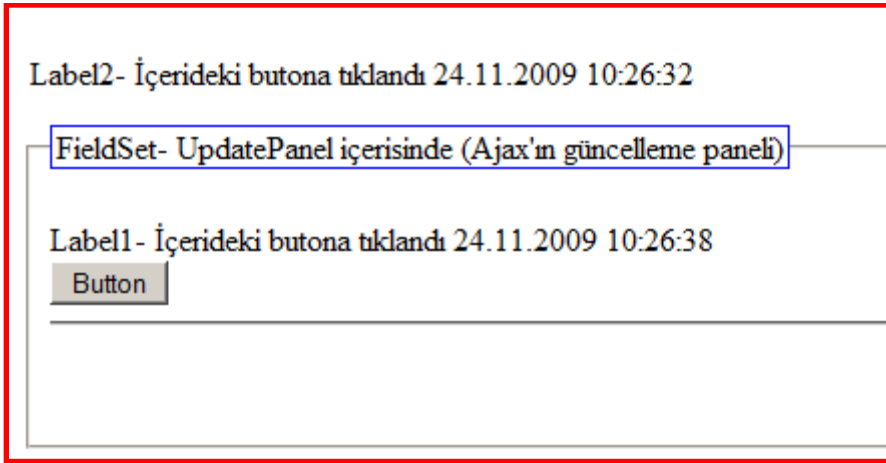 Label2- İçerideki butona tıklandı 24.11.2009 10:26:32
FieldSet- UpdatePanel içerisinde (Ajax'ın güncelleme paneli)
Label1- İçerideki butona tıklandı 24.11.2009 10:26:38
Button